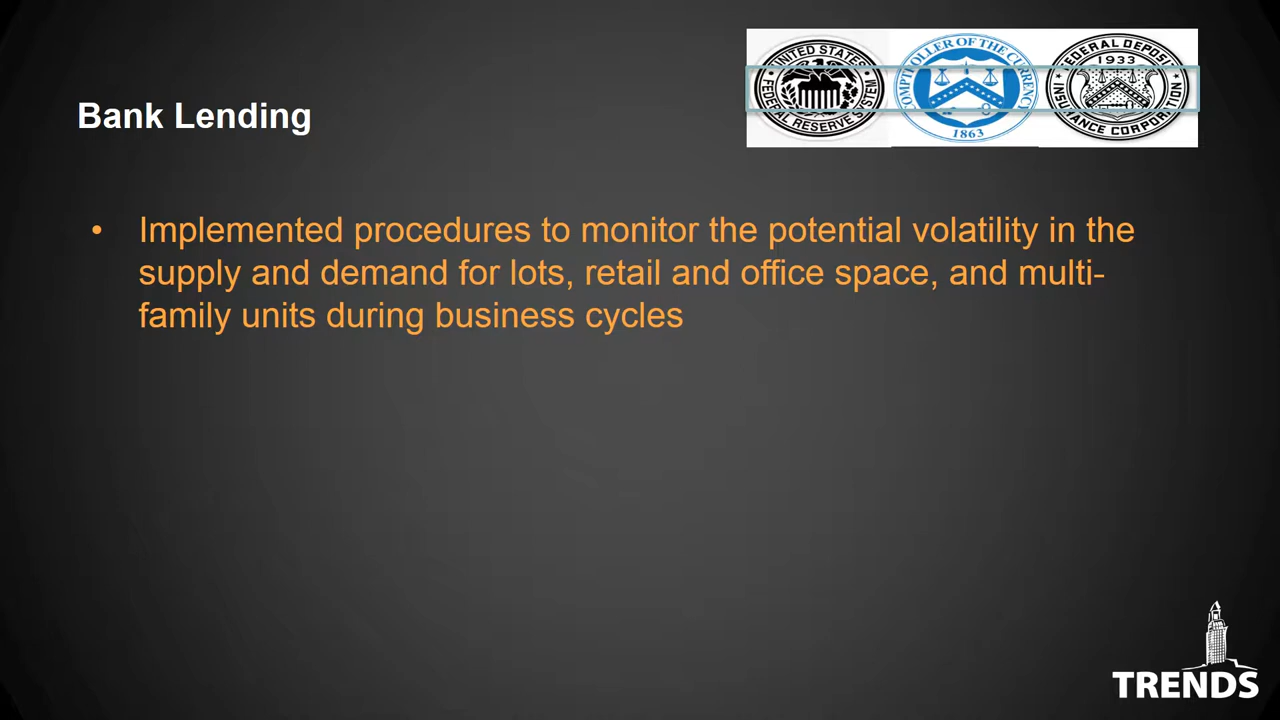 UNITED STATES
FEDERAL RESERVE SYSTEM
COMPTROLLER OF THE CURRENCY
1863
FEDERAL DEPOSIT
1933
INSURANCE CORPORATION
Bank Lending
• Implemented procedures to monitor the potential volatility in the
supply and demand for lots, retail and office space, and multi-
family units during business cycles
TRENDS